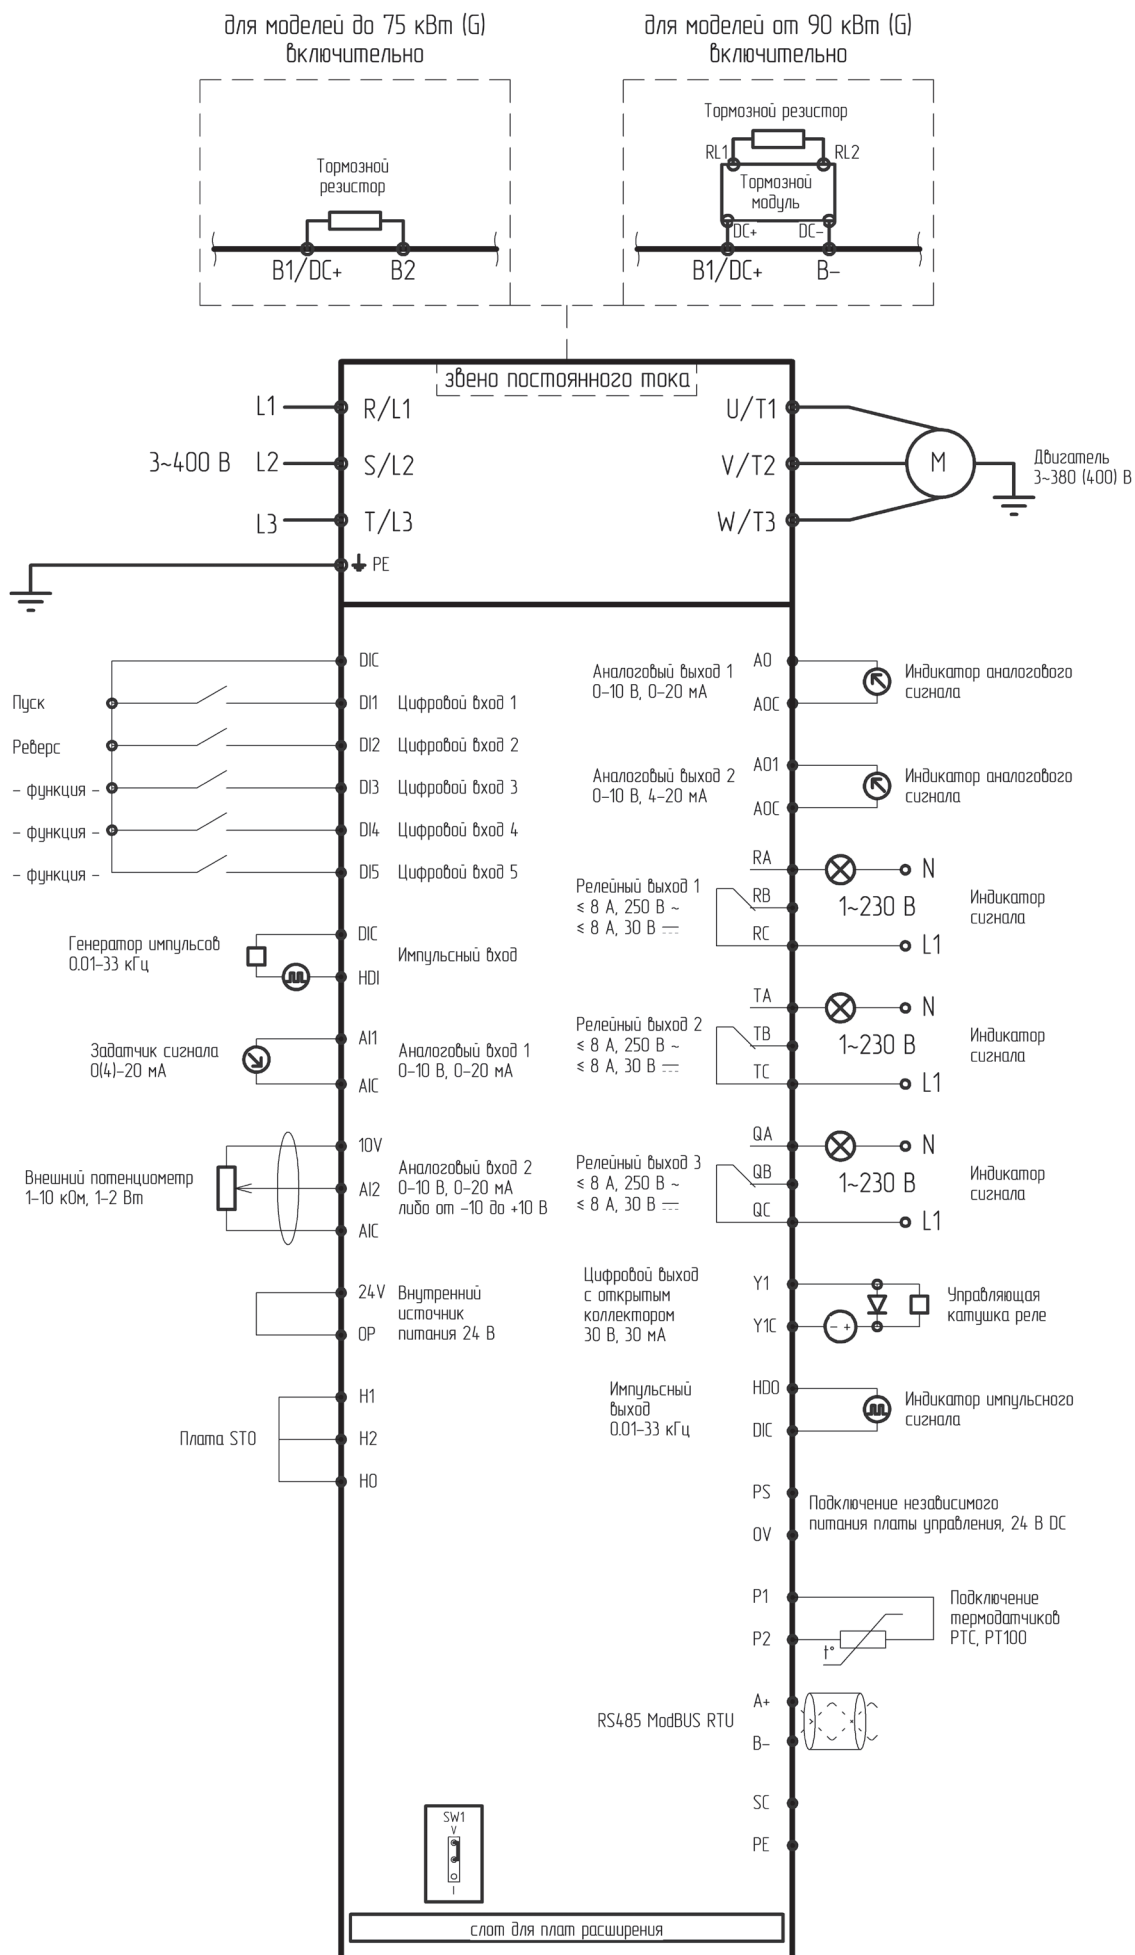 для моделей до 75 кВт (G)
включительно
Тормозной
резистор
B1/DC+
B2
для моделей от 90 кВт (G)
включительно
Тормозной резистор
RL1
RL2
Тормозной
модуль
DC+
DC-
B1/DC+
B-
звено постоянного тока
3~400 В
L1
L2
L3
R/L1
S/L2
T/L3
PE
U/T1
V/T2
W/T3
M
Двигатель
3~380 (400) В
DIC
Пуск
DI1
Цифровой вход 1
Реверс
DI2
Цифровой вход 2
- функция -
DI3
Цифровой вход 3
- функция -
DI4
Цифровой вход 4
- функция -
DI5
Цифровой вход 5
Генератор импульсов
0.01-33 кГц
DIC
HDI
Импульсный вход
Задатчик сигнала
0(4)-20 мА
AI1
AIC
Аналоговый вход 1
0-10 В, 0-20 мА
Внешний потенциометр
1-10 кОм, 1-2 Вт
10V
AI2
AIC
Аналоговый вход 2
0-10 В, 0-20 мА
либо от -10 до +10 В
24V
OP
Внутренний
источник
питания 24 В
Плата STO
H1
H2
H0
Аналоговый выход 1
0-10 В, 0-20 мА
AO
AOC
Индикатор аналогового
сигнала
Аналоговый выход 2
0-10 В, 4-20 мА
AO1
AOC
Индикатор аналогового
сигнала
Релейный выход 1
≤ 8 А, 250 В ~
≤ 8 А, 30 В ⎓
RA
RB
RC
N
1~230 В
L1
Индикатор
сигнала
Релейный выход 2
≤ 8 А, 250 В ~
≤ 8 А, 30 В ⎓
TA
TB
TC
N
1~230 В
L1
Индикатор
сигнала
Релейный выход 3
≤ 8 А, 250 В ~
≤ 8 А, 30 В ⎓
QA
QB
QC
N
1~230 В
L1
Индикатор
сигнала
Цифровой выход
с открытым
коллектором
30 В, 30 мА
Y1
Y1C
- +
Управляющая
катушка реле
Импульсный
выход
0.01-33 кГц
HDO
DIC
Индикатор импульсного
сигнала
PS
0V
Подключение независимого
питания платы управления, 24 В DC
P1
P2
t°
Подключение
термодатчиков
PTC, PT100
RS485 ModBUS RTU
A+
B-
SC
PE
SW1
V
I
слот для плат расширения